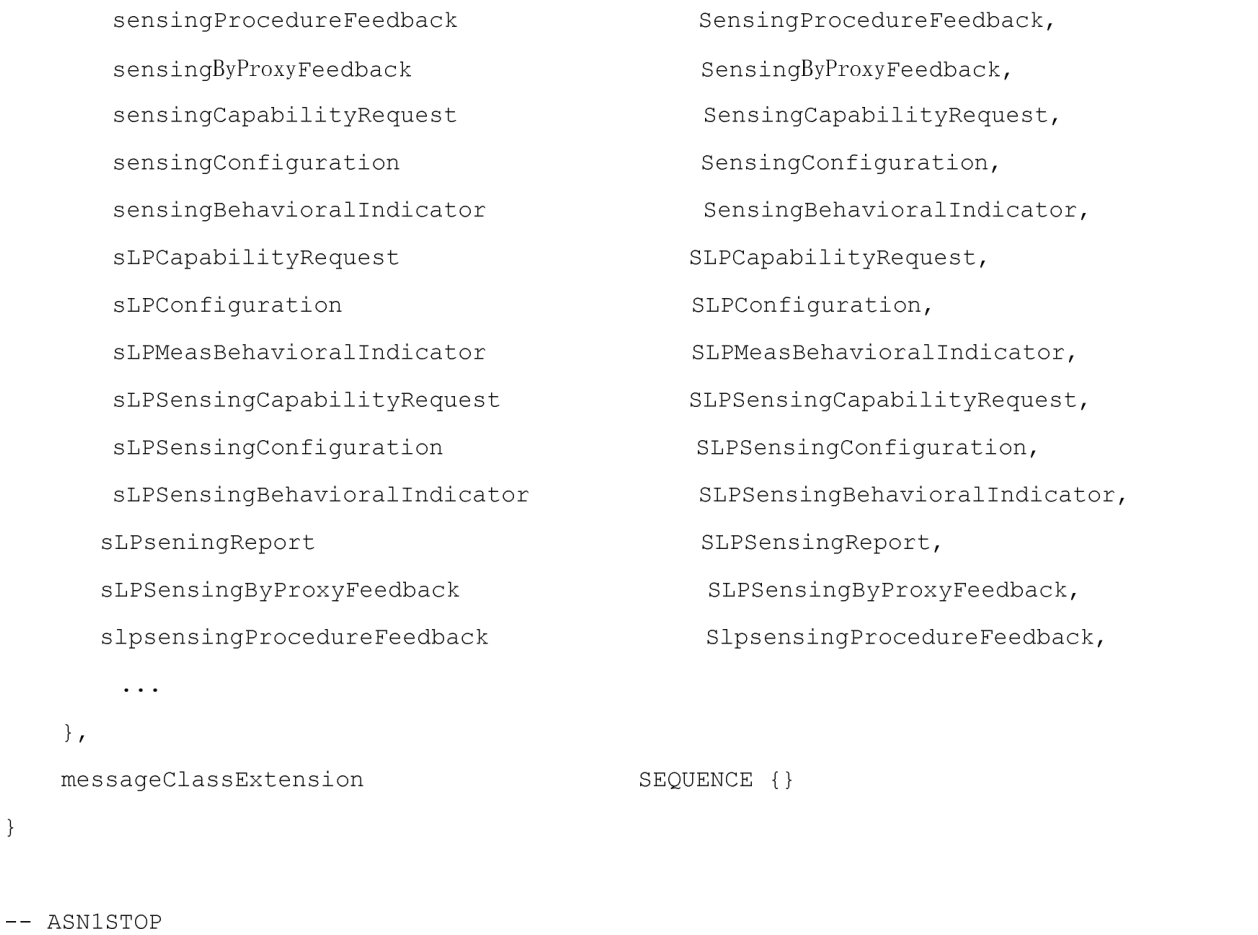 sensingProcedureFeedback SensingProcedureFeedback,
sensingByProxyFeedback SensingByProxyFeedback,
sensingCapabilityRequest SensingCapabilityRequest,
sensingConfiguration SensingConfiguration,
sensingBehavioralIndicator SensingBehavioralIndicator,
sLPCapabilityRequest SLPCapabilityRequest,
sLPConfiguration SLPConfiguration,
sLPMeasBehavioralIndicator SLPMeasBehavioralIndicator,
sLPSensingCapabilityRequest SLPSensingCapabilityRequest,
sLPSensingConfiguration SLPSensingConfiguration,
sLPSensingBehavioralIndicator SLPSensingBehavioralIndicator,
sLPseningReport SLPSensingReport,
sLPSensingByProxyFeedback SLPSensingByProxyFeedback,
slpsensingProcedureFeedback SlpsensingProcedureFeedback,
...
},
messageClassExtension SEQUENCE {}
}
-- ASN1STOP